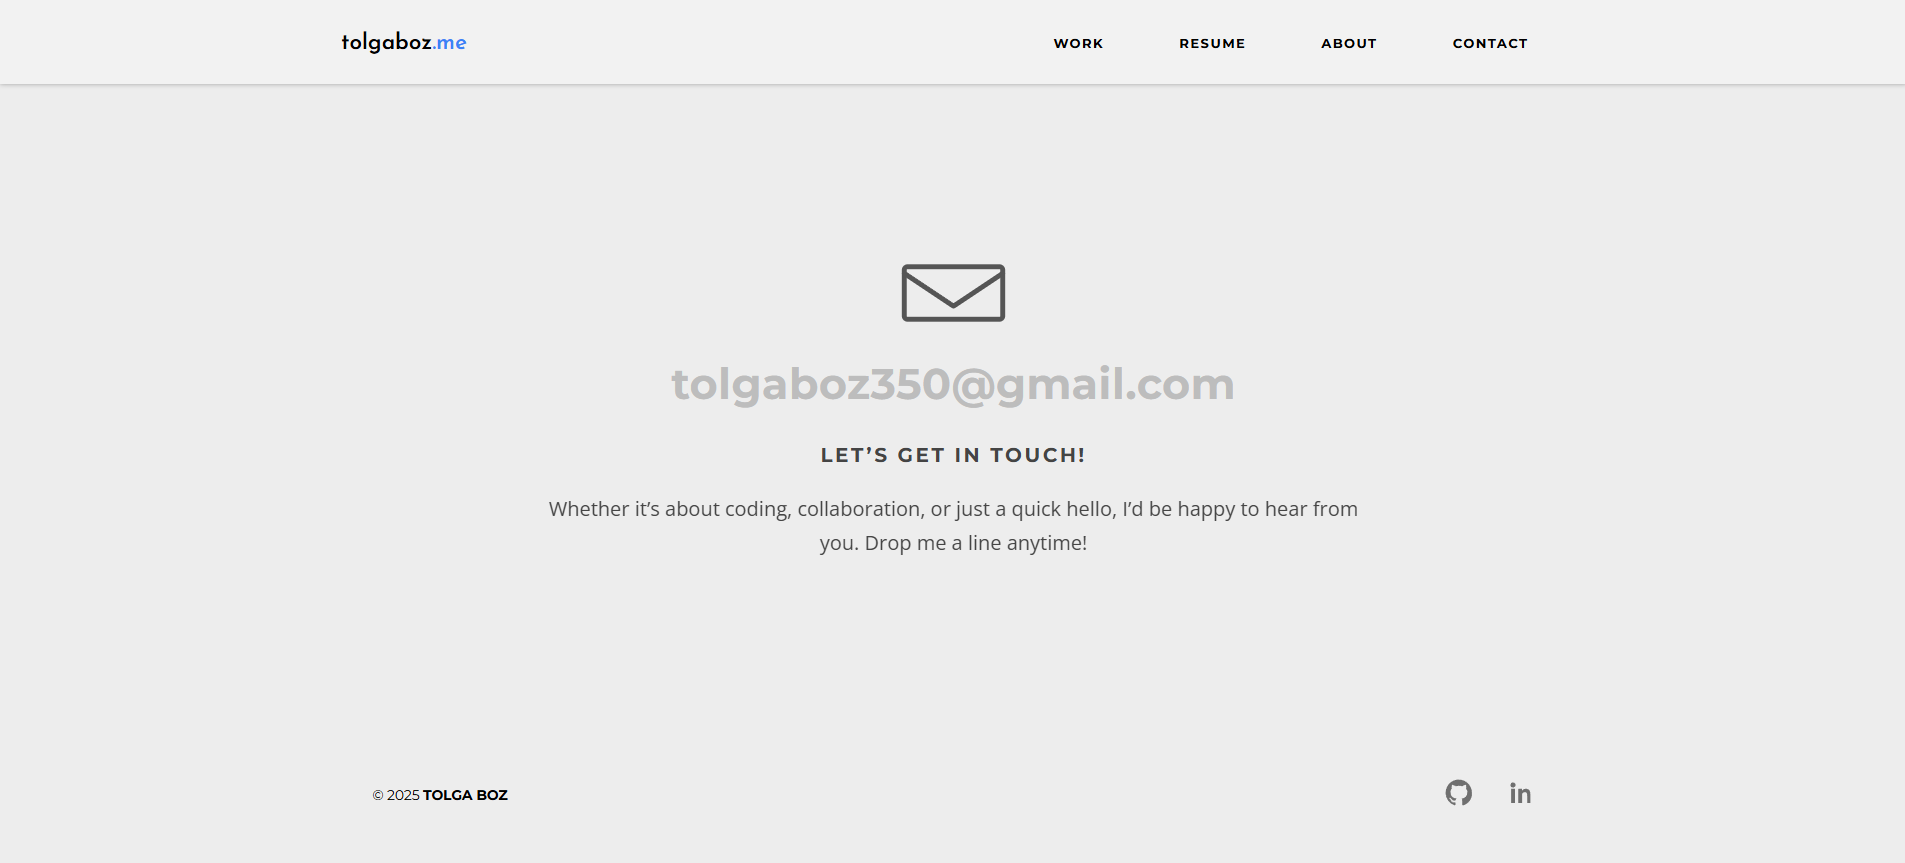 tolgaboz.me
WORK RESUME ABOUT CONTACT
tolgaboz350@gmail.com
LET’S GET IN TOUCH!
Whether it’s about coding, collaboration, or just a quick hello, I’d be happy to hear from
you. Drop me a line anytime!
© 2025 TOLGA BOZ
in